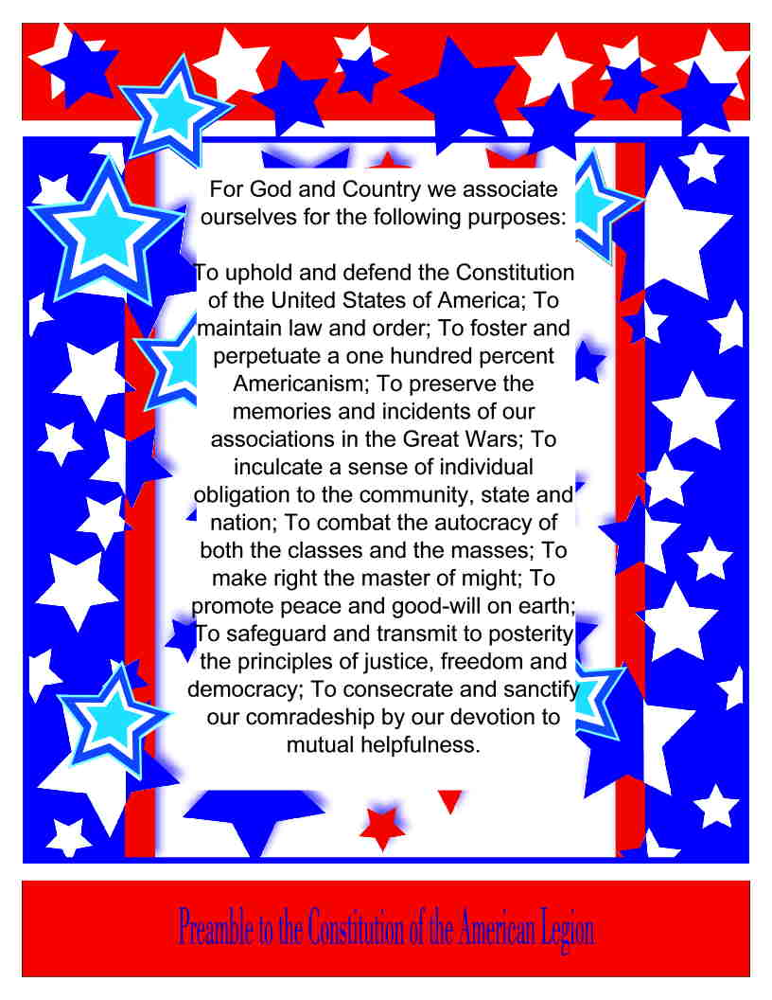 For God and Country we associate
ourselves for the following purposes:
To uphold and defend the Constitution
of the United States of America; To
maintain law and order; To foster and
perpetuate a one hundred percent
Americanism; To preserve the
memories and incidents of our
associations in the Great Wars; To
inculcate a sense of individual
obligation to the community, state and
nation; To combat the autocracy of
both the classes and the masses; To
make right the master of might; To
promote peace and good-will on earth;
To safeguard and transmit to posterity
the principles of justice, freedom and
democracy; To consecrate and sanctify
our comradeship by our devotion to
mutual helpfulness.
Preamble to the Constitution of the American Legion